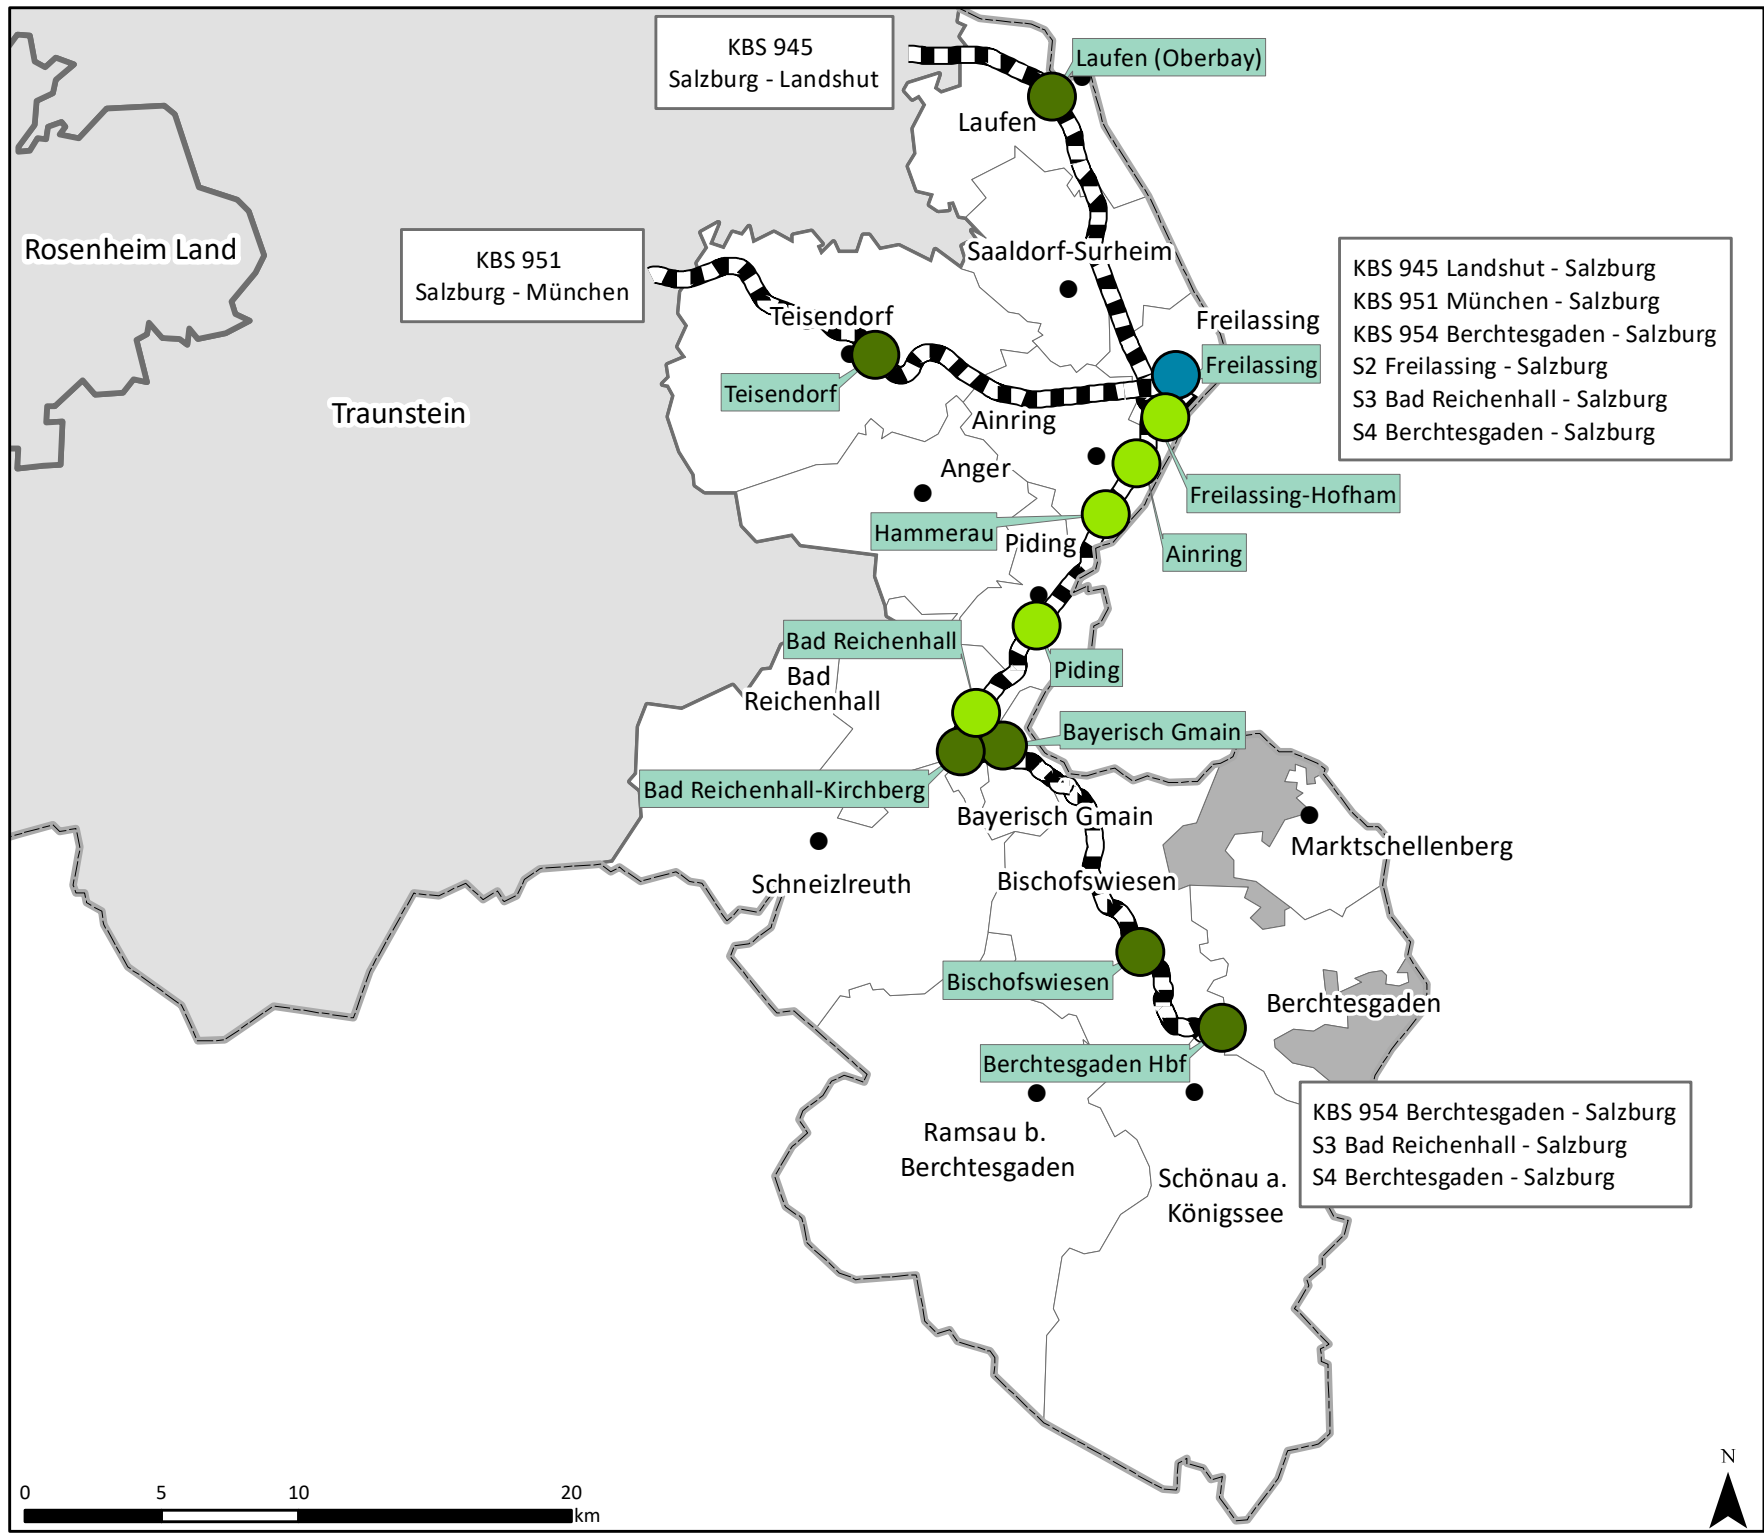 KBS 945
Salzburg - Landshut
Laufen (Oberbay)
Laufen
Rosenheim Land
KBS 951
Salzburg - München
Saaldorf-Surheim
KBS 945 Landshut - Salzburg
KBS 951 München - Salzburg
KBS 954 Berchtesgaden - Salzburg
S2 Freilassing - Salzburg
S3 Bad Reichenhall - Salzburg
S4 Berchtesgaden - Salzburg
Teisendorf
Freilassing
Freilassing
Teisendorf
Traunstein
Ainring
Anger
Freilassing-Hofham
Hammerau
Piding
Ainring
Bad Reichenhall
Piding
Bad
Reichenhall
Bayerisch Gmain
Bad Reichenhall-Kirchberg
Bayerisch Gmain
Marktschellenberg
Schneizlreuth
Bischofswiesen
Bischofswiesen
Berchtesgaden
Berchtesgaden Hbf
KBS 954 Berchtesgaden - Salzburg
S3 Bad Reichenhall - Salzburg
S4 Berchtesgaden - Salzburg
Ramsau b.
Berchtesgaden
Schönau a.
Königssee
0 5 10 20
km
N